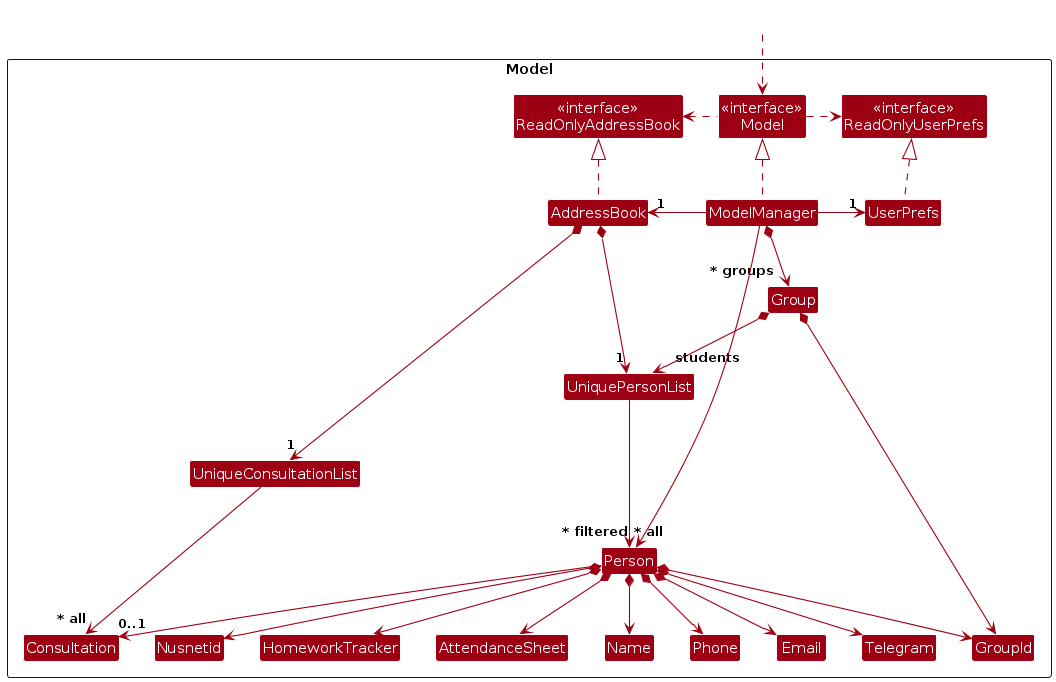 Model
«interface»
ReadOnlyAddressBook
«interface»
Model
«interface»
ReadOnlyUserPrefs
AddressBook
1
ModelManager
1
UserPrefs
* groups
Group
1
students
UniquePersonList
1
UniqueConsultationList
* filtered
* all
Person
* all
0..1
Consultation
Nusnetid
HomeworkTracker
AttendanceSheet
Name
Phone
Email
Telegram
GroupId